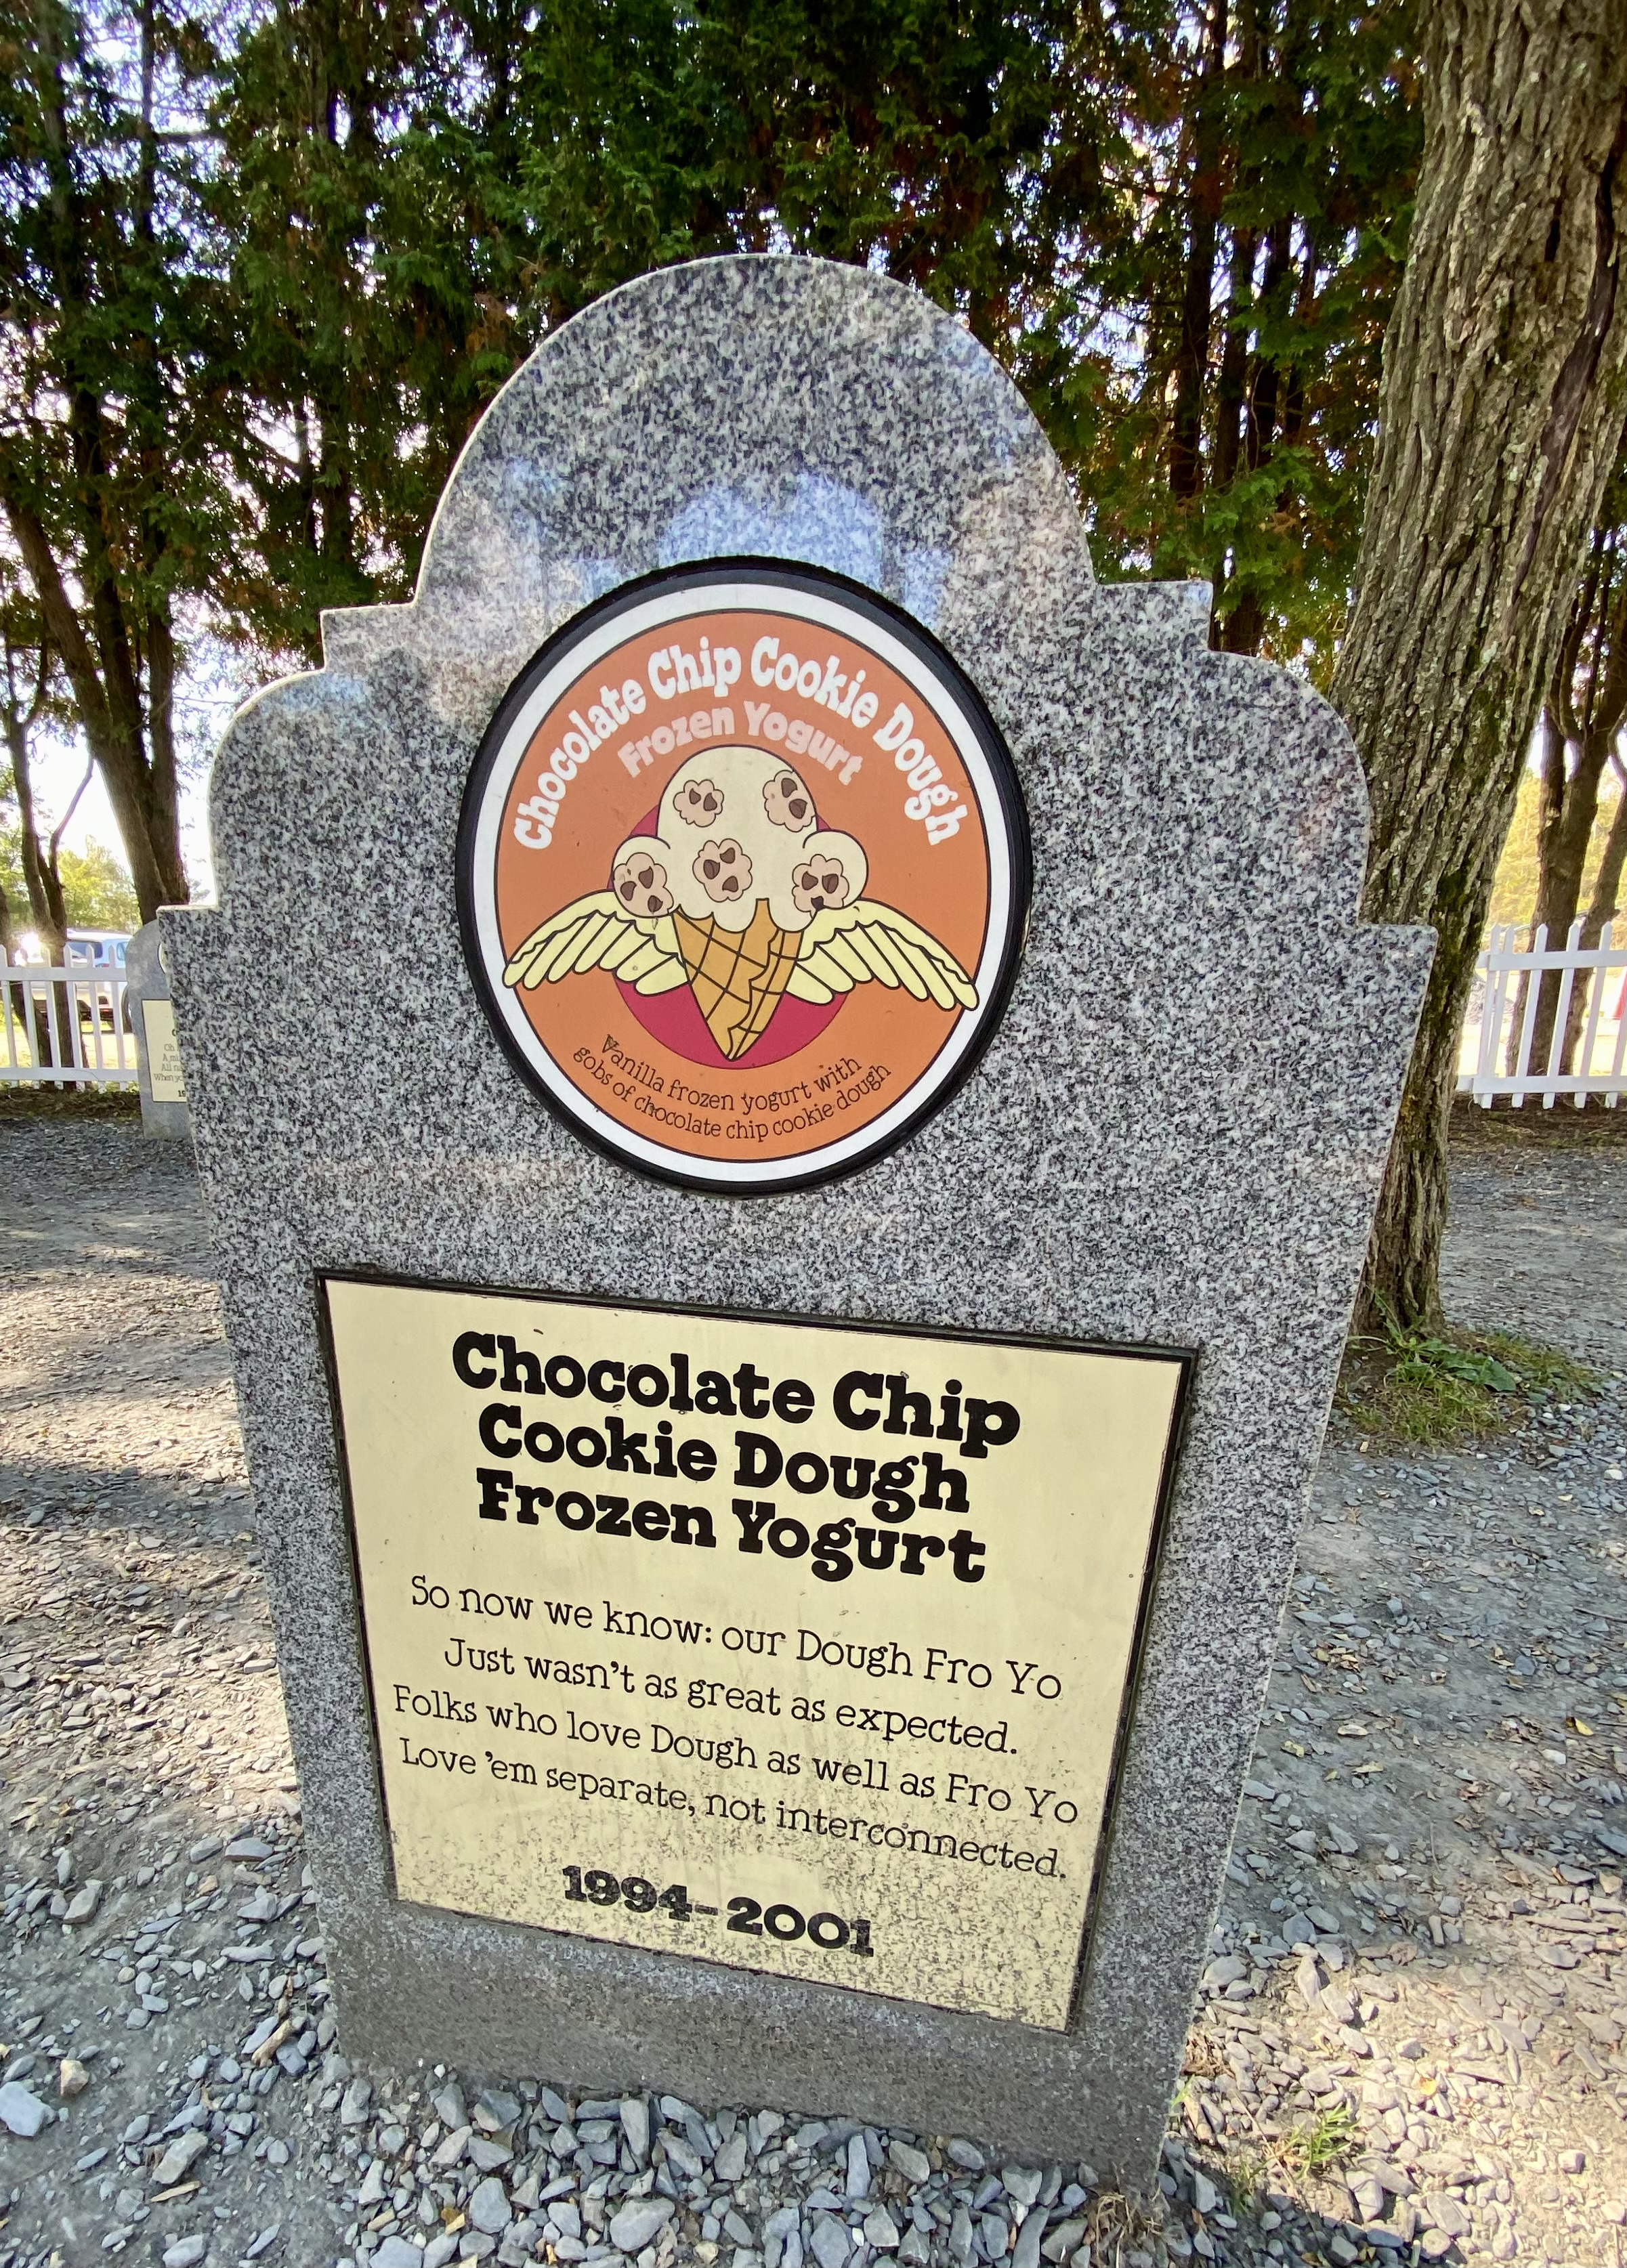 Chocolate Chip Cookie Dough
Frozen Yogurt
Vanilla frozen yogurt with
gobs of chocolate chip cookie dough
Chocolate Chip
Cookie Dough
Frozen Yogurt
So now we know: our Dough Fro Yo
Just wasn't as great as expected.
Folks who love Dough as well as Fro Yo
Love 'em separate, not interconnected.
1994-2001